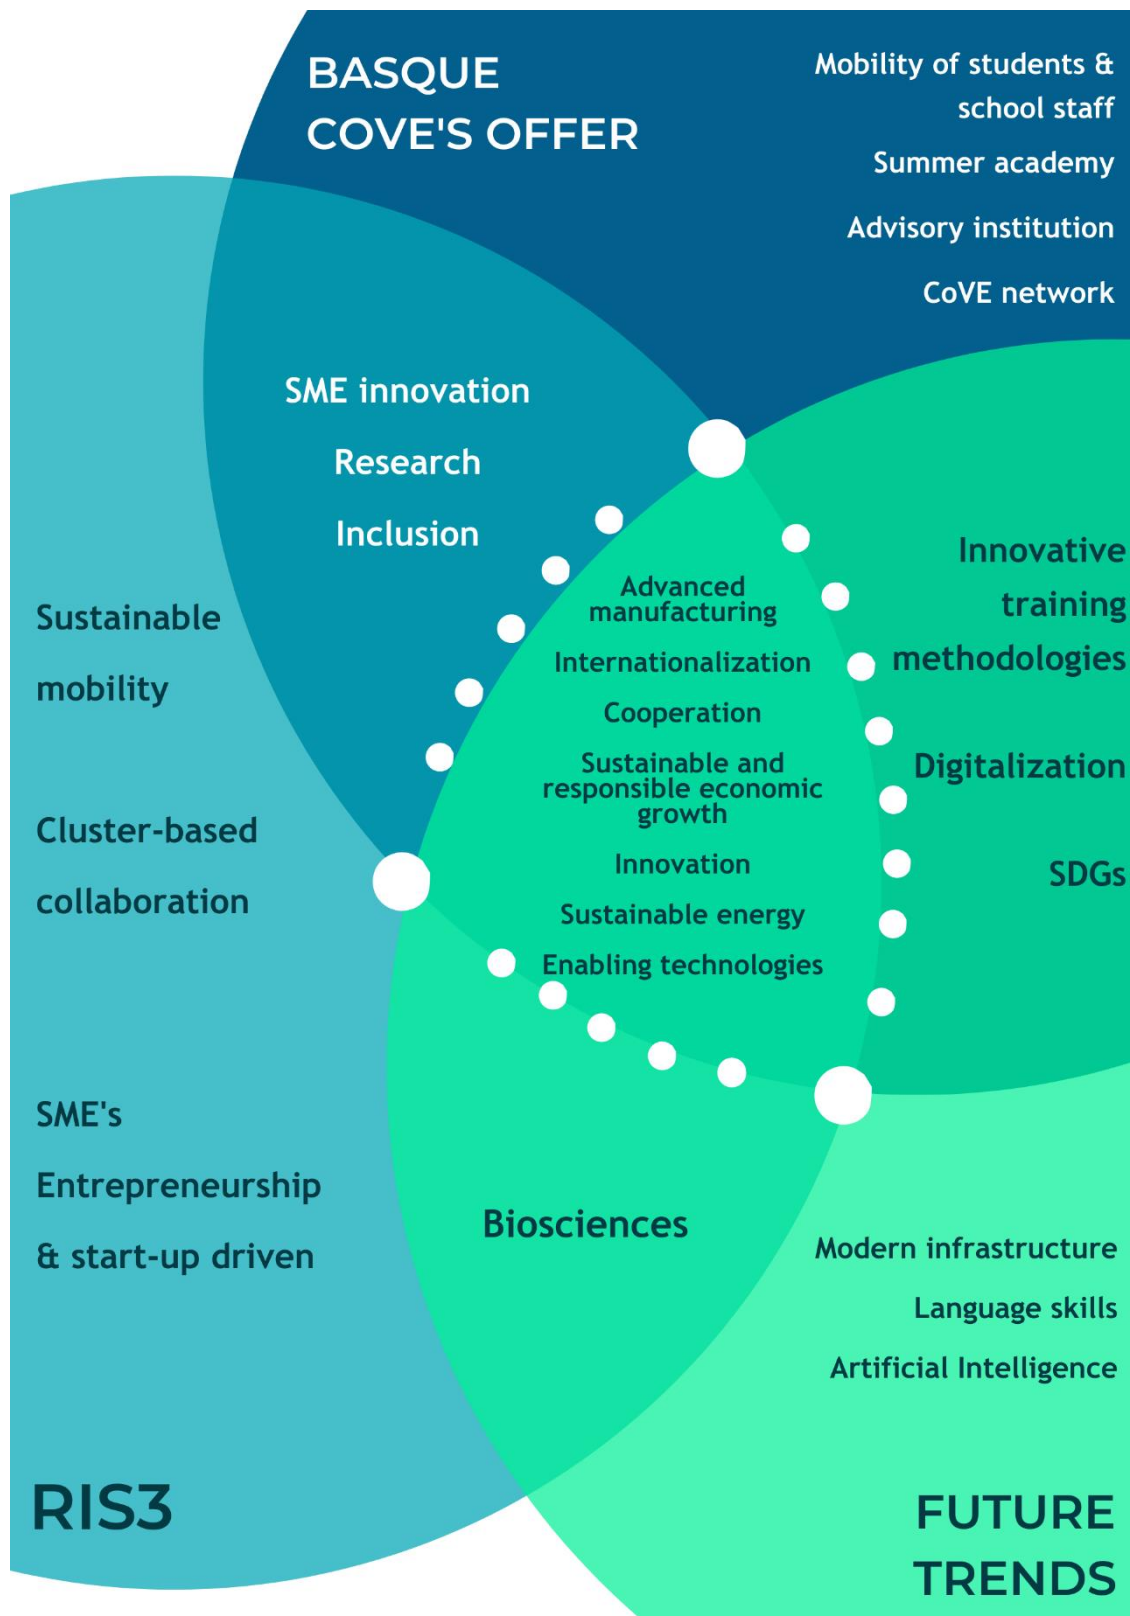 BASQUE
COVE'S OFFER
Mobility of students &
school staff
Summer academy
Advisory institution
CoVE network
SME innovation
Research
Inclusion
Sustainable
mobility
Cluster-based
collaboration
SME's
Entrepreneurship
& start-up driven
Advanced
manufacturing
Internationalization
Cooperation
Sustainable and
responsible economic
growth
Innovation
Sustainable energy
Enabling technologies
Innovative
training
methodologies
Digitalization
SDGs
Biosciences
Modern infrastructure
Language skills
Artificial Intelligence
RIS3
FUTURE
TRENDS